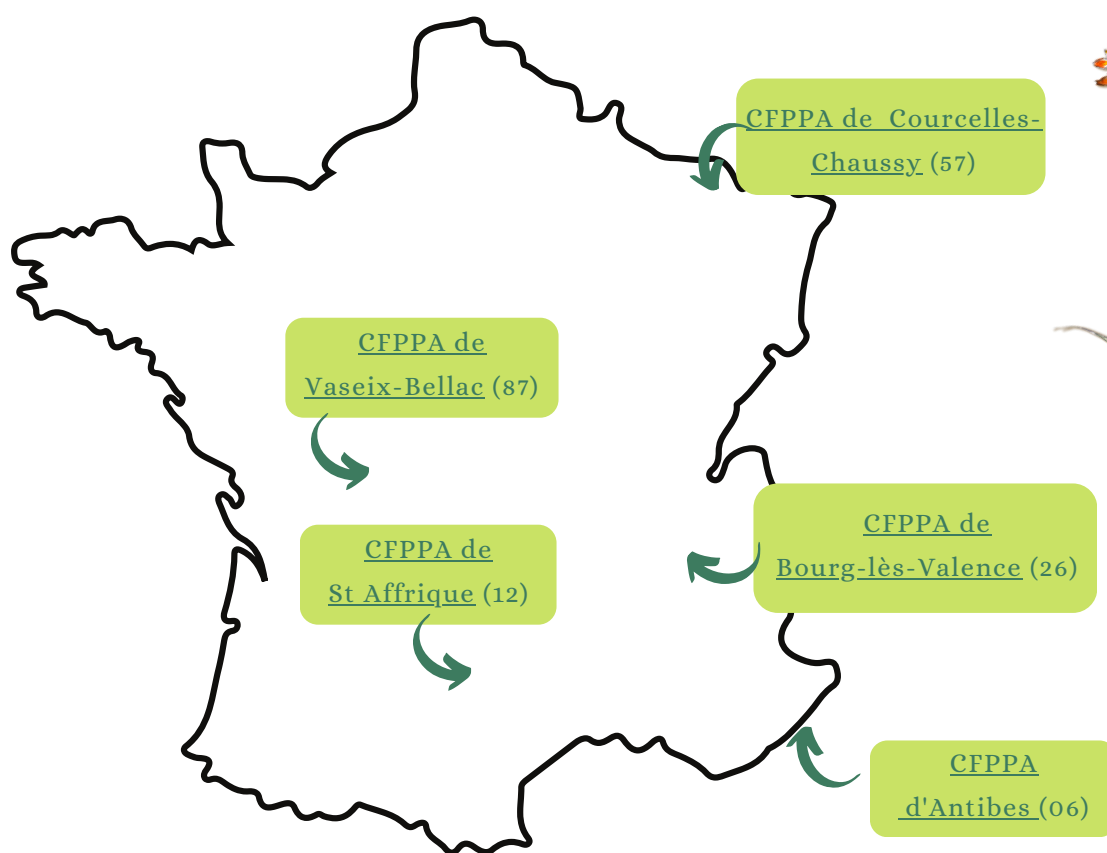 CFPPA de Courcelles-
Chaussy (57)
CFPPA de
Vaseix-Bellac (87)
CFPPA de
Bourg-lès-Valence (26)
CFPPA de
St Affrique (12)
CFPPA
d'Antibes (06)